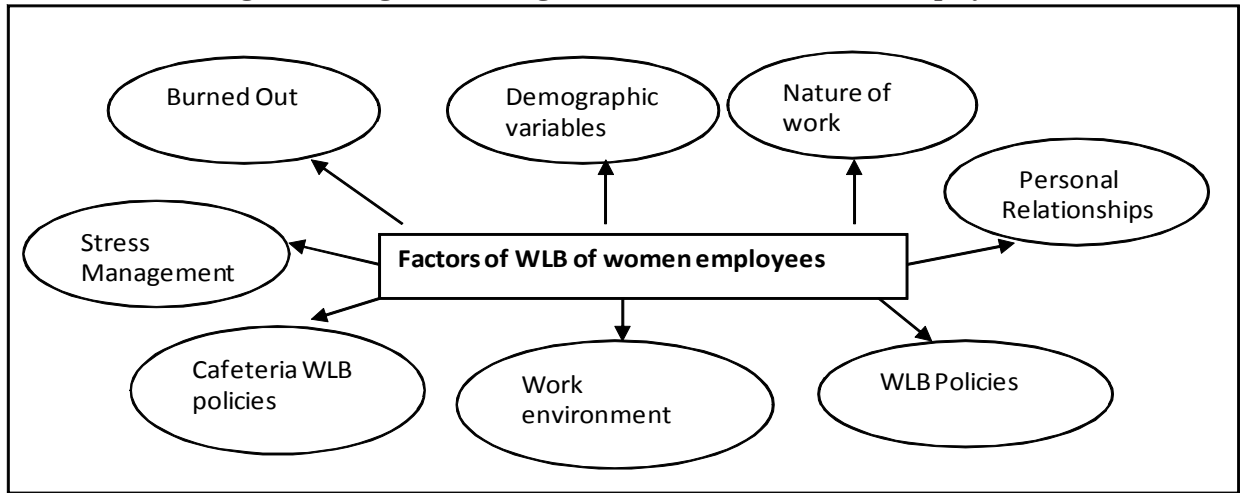 Burned Out
Demographic
variables
Nature of
work
Personal
Relationships
Stress
Management
Factors of WLB of women employees
Cafeteria WLB
policies
Work
environment
WLB Policies